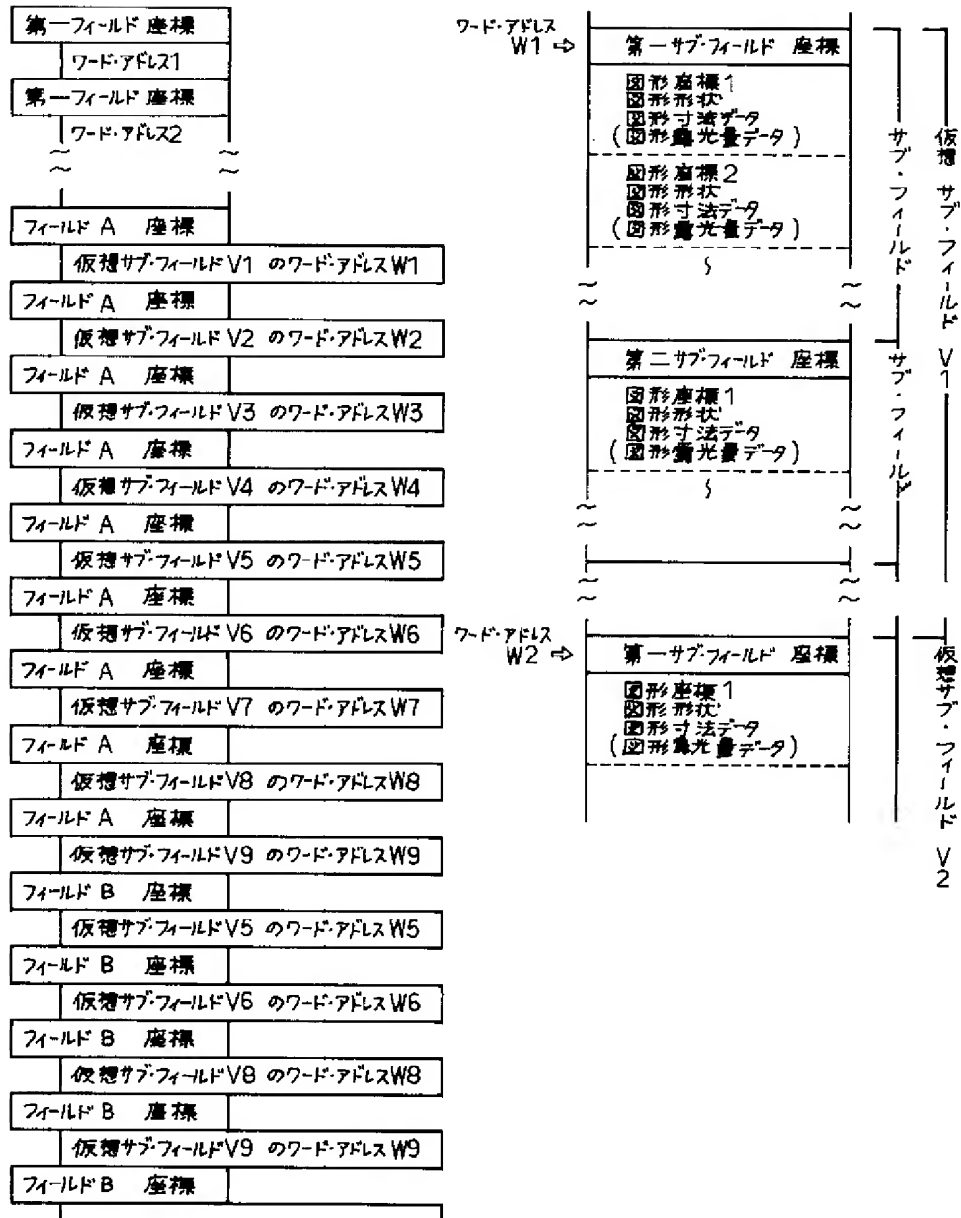 第一フィールド 座標
ワード・アドレス1
第一フィールド 座標
ワード・アドレス2
フィールド A 座標
仮想サブ・フィールド V1 のワード・アドレス W1
フィールド A 座標
仮想サブ・フィールド V2 のワード・アドレス W2
フィールド A 座標
仮想サブ・フィールド V3 のワード・アドレス W3
フィールド A 座標
仮想サブ・フィールド V4 のワード・アドレス W4
フィールド A 座標
仮想サブ・フィールド V5 のワード・アドレス W5
フィールド A 座標
仮想サブ・フィールド V6 のワード・アドレス W6
フィールド A 座標
仮想サブ・フィールド V7 のワード・アドレス W7
フィールド A 座標
仮想サブ・フィールド V8 のワード・アドレス W8
フィールド A 座標
仮想サブ・フィールド V9 のワード・アドレス W9
フィールド B 座標
仮想サブ・フィールド V5 のワード・アドレス W5
フィールド B 座標
仮想サブ・フィールド V6 のワード・アドレス W6
フィールド B 座標
仮想サブ・フィールド V8 のワード・アドレス W8
フィールド B 座標
仮想サブ・フィールド V9 のワード・アドレス W9
フィールド B 座標
ワード・アドレス
W1 ⇨
第一サブ・フィールド 座標
図形座標1
図形形状
図形寸法データ
(図形露光量データ)
図形座標2
図形形状
図形寸法データ
(図形露光量データ)
第二サブ・フィールド 座標
図形座標1
図形形状
図形寸法データ
(図形露光量データ)
ワード・アドレス
W2 ⇨
第一サブ・フィールド 座標
図形座標1
図形形状
図形寸法データ
(図形露光量データ)
サブ・フィールド
サブ・フィールド
仮想 サブ・フィールド V1
仮想サブ・フィールド V2